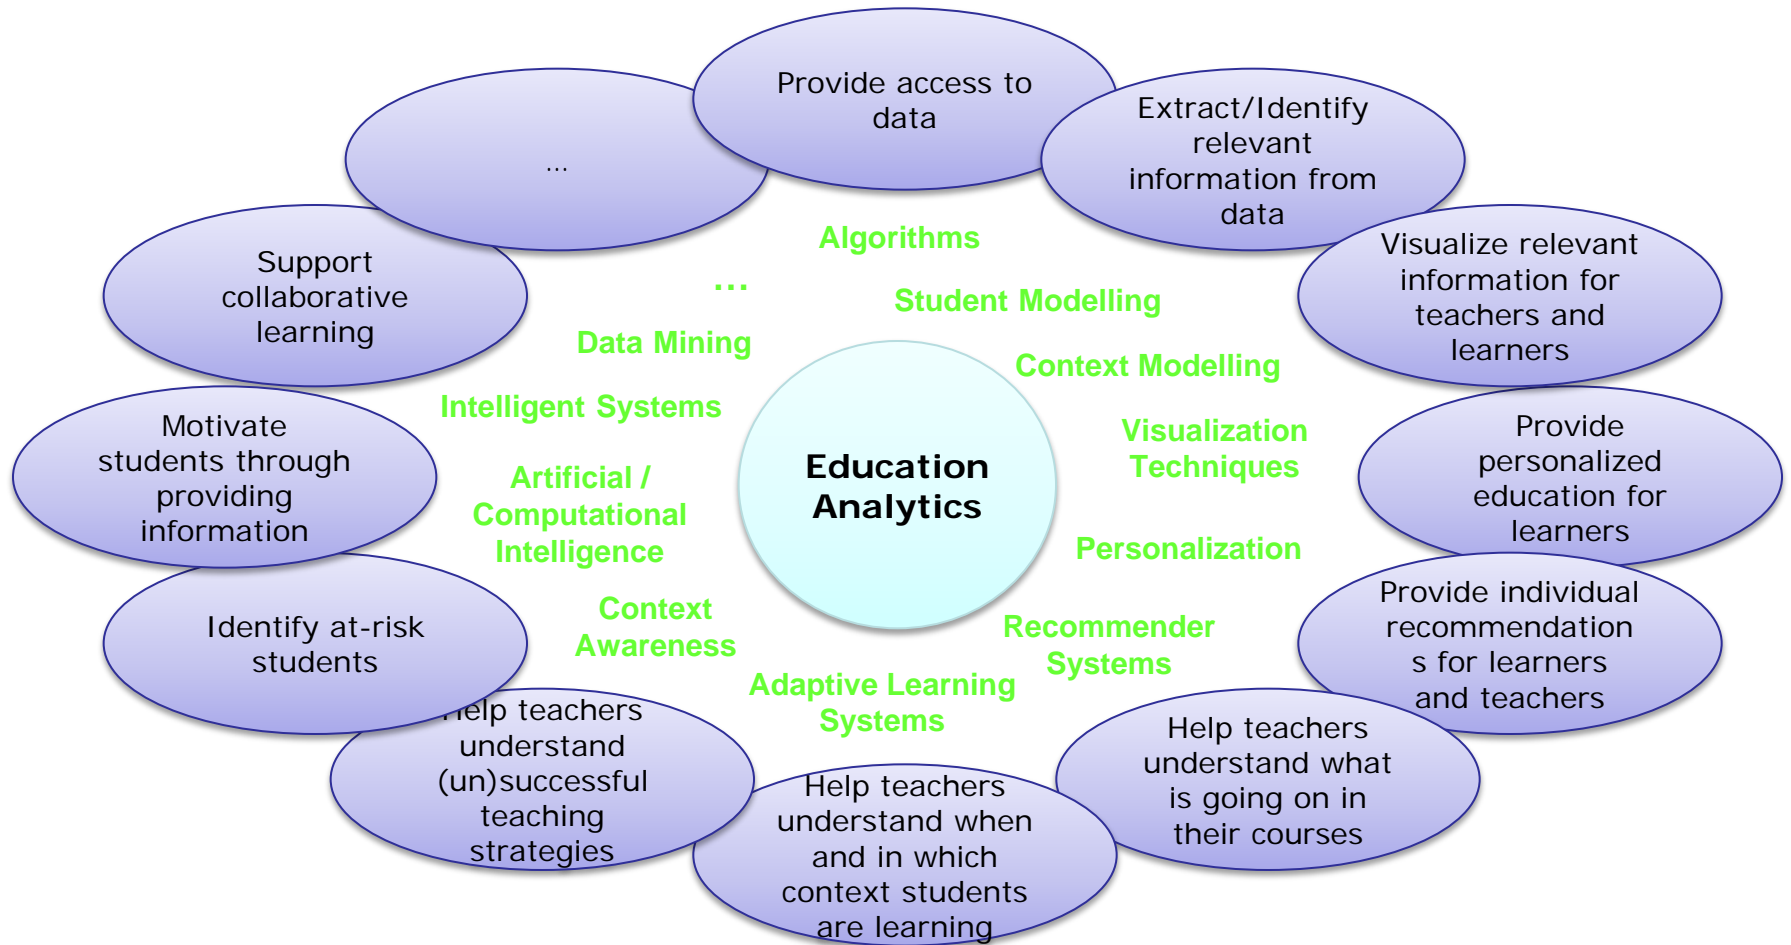 Provide access to
data
Extract/Identify
relevant
information from
data
Visualize relevant
information for
teachers and
learners
Provide
personalized
education for
learners
Provide individual
recommendation
s for learners
and teachers
Help teachers
understand what
is going on in
their courses
Help teachers
understand when
and in which
context students
are learning
Help teachers
understand
(un)successful
teaching
strategies
Identify at-risk
students
Motivate
students through
providing
information
Support
collaborative
learning
...
Algorithms
Student Modelling
Context Modelling
Visualization
Techniques
Personalization
Recommender
Systems
Adaptive Learning
Systems
Context
Awareness
Artificial /
Computational
Intelligence
Intelligent Systems
Data Mining
...
Education
Analytics